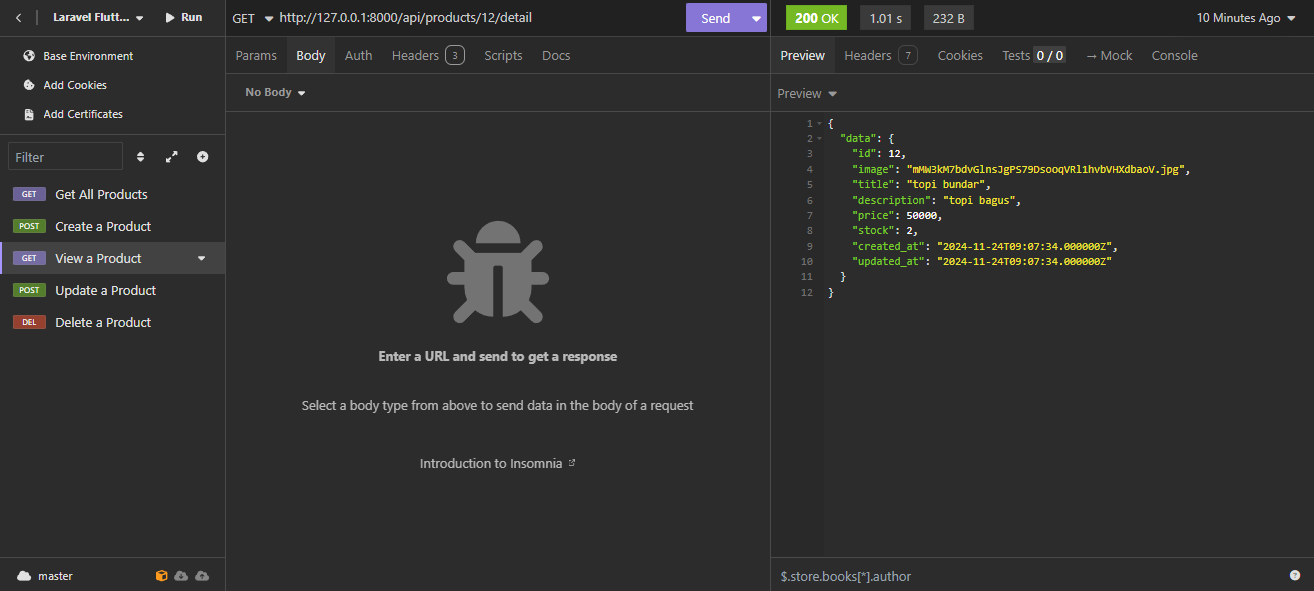 Laravel Flutt...
Run
Base Environment
Add Cookies
Add Certificates
Filter
GET Get All Products
POST Create a Product
GET View a Product
POST Update a Product
DEL Delete a Product
master
GET http://127.0.0.1:8000/api/products/12/detail Send
Params Body Auth Headers 3 Scripts Docs
No Body
Enter a URL and send to get a response
Select a body type from above to send data in the body of a request
Introduction to Insomnia
200 OK 1.01 s 232 B 10 Minutes Ago
Preview Headers 7 Cookies Tests 0 / 0 → Mock Console
Preview
1 {
2 "data": {
3 "id": 12,
4 "image": "mMW3kM7bdvGlnsJgPS79DsooqVRl1hvbVHXdbaoV.jpg",
5 "title": "topi bundar",
6 "description": "topi bagus",
7 "price": 50000,
8 "stock": 2,
9 "created_at": "2024-11-24T09:07:34.000000Z",
10 "updated_at": "2024-11-24T09:07:34.000000Z"
11 }
12 }
$.store.books[*].author
?